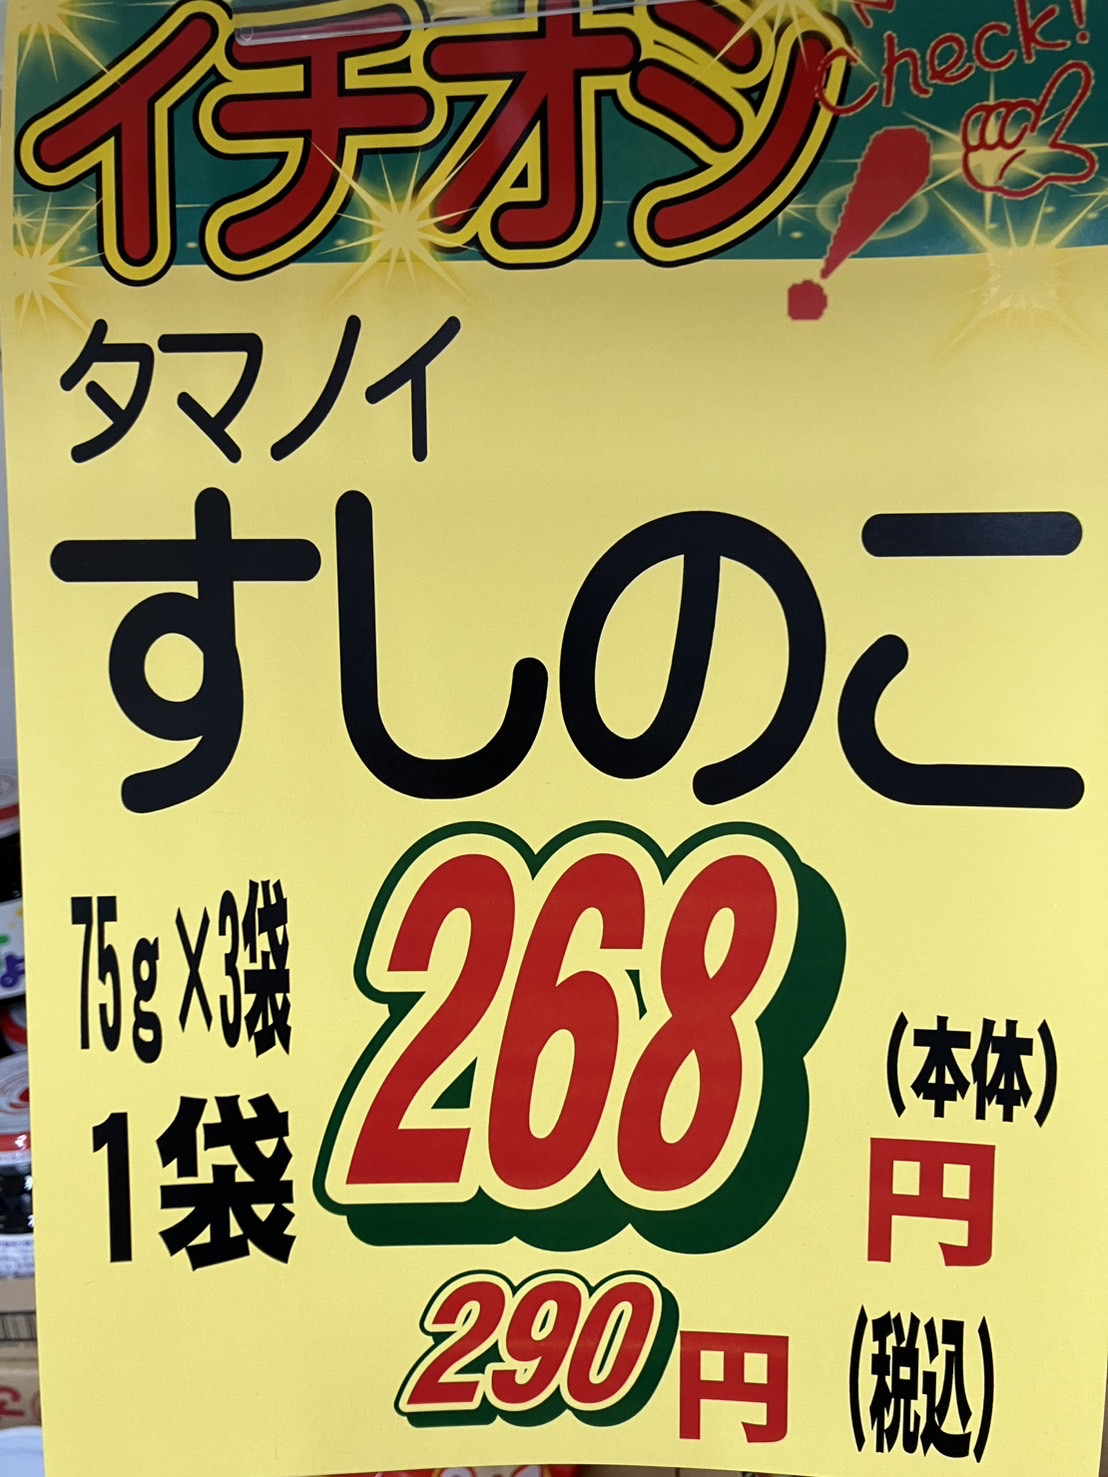 イチオシ
Check!
タマノイ
すしのこ
75g×3袋
1袋
268
(本体)
円
290円
(税込)